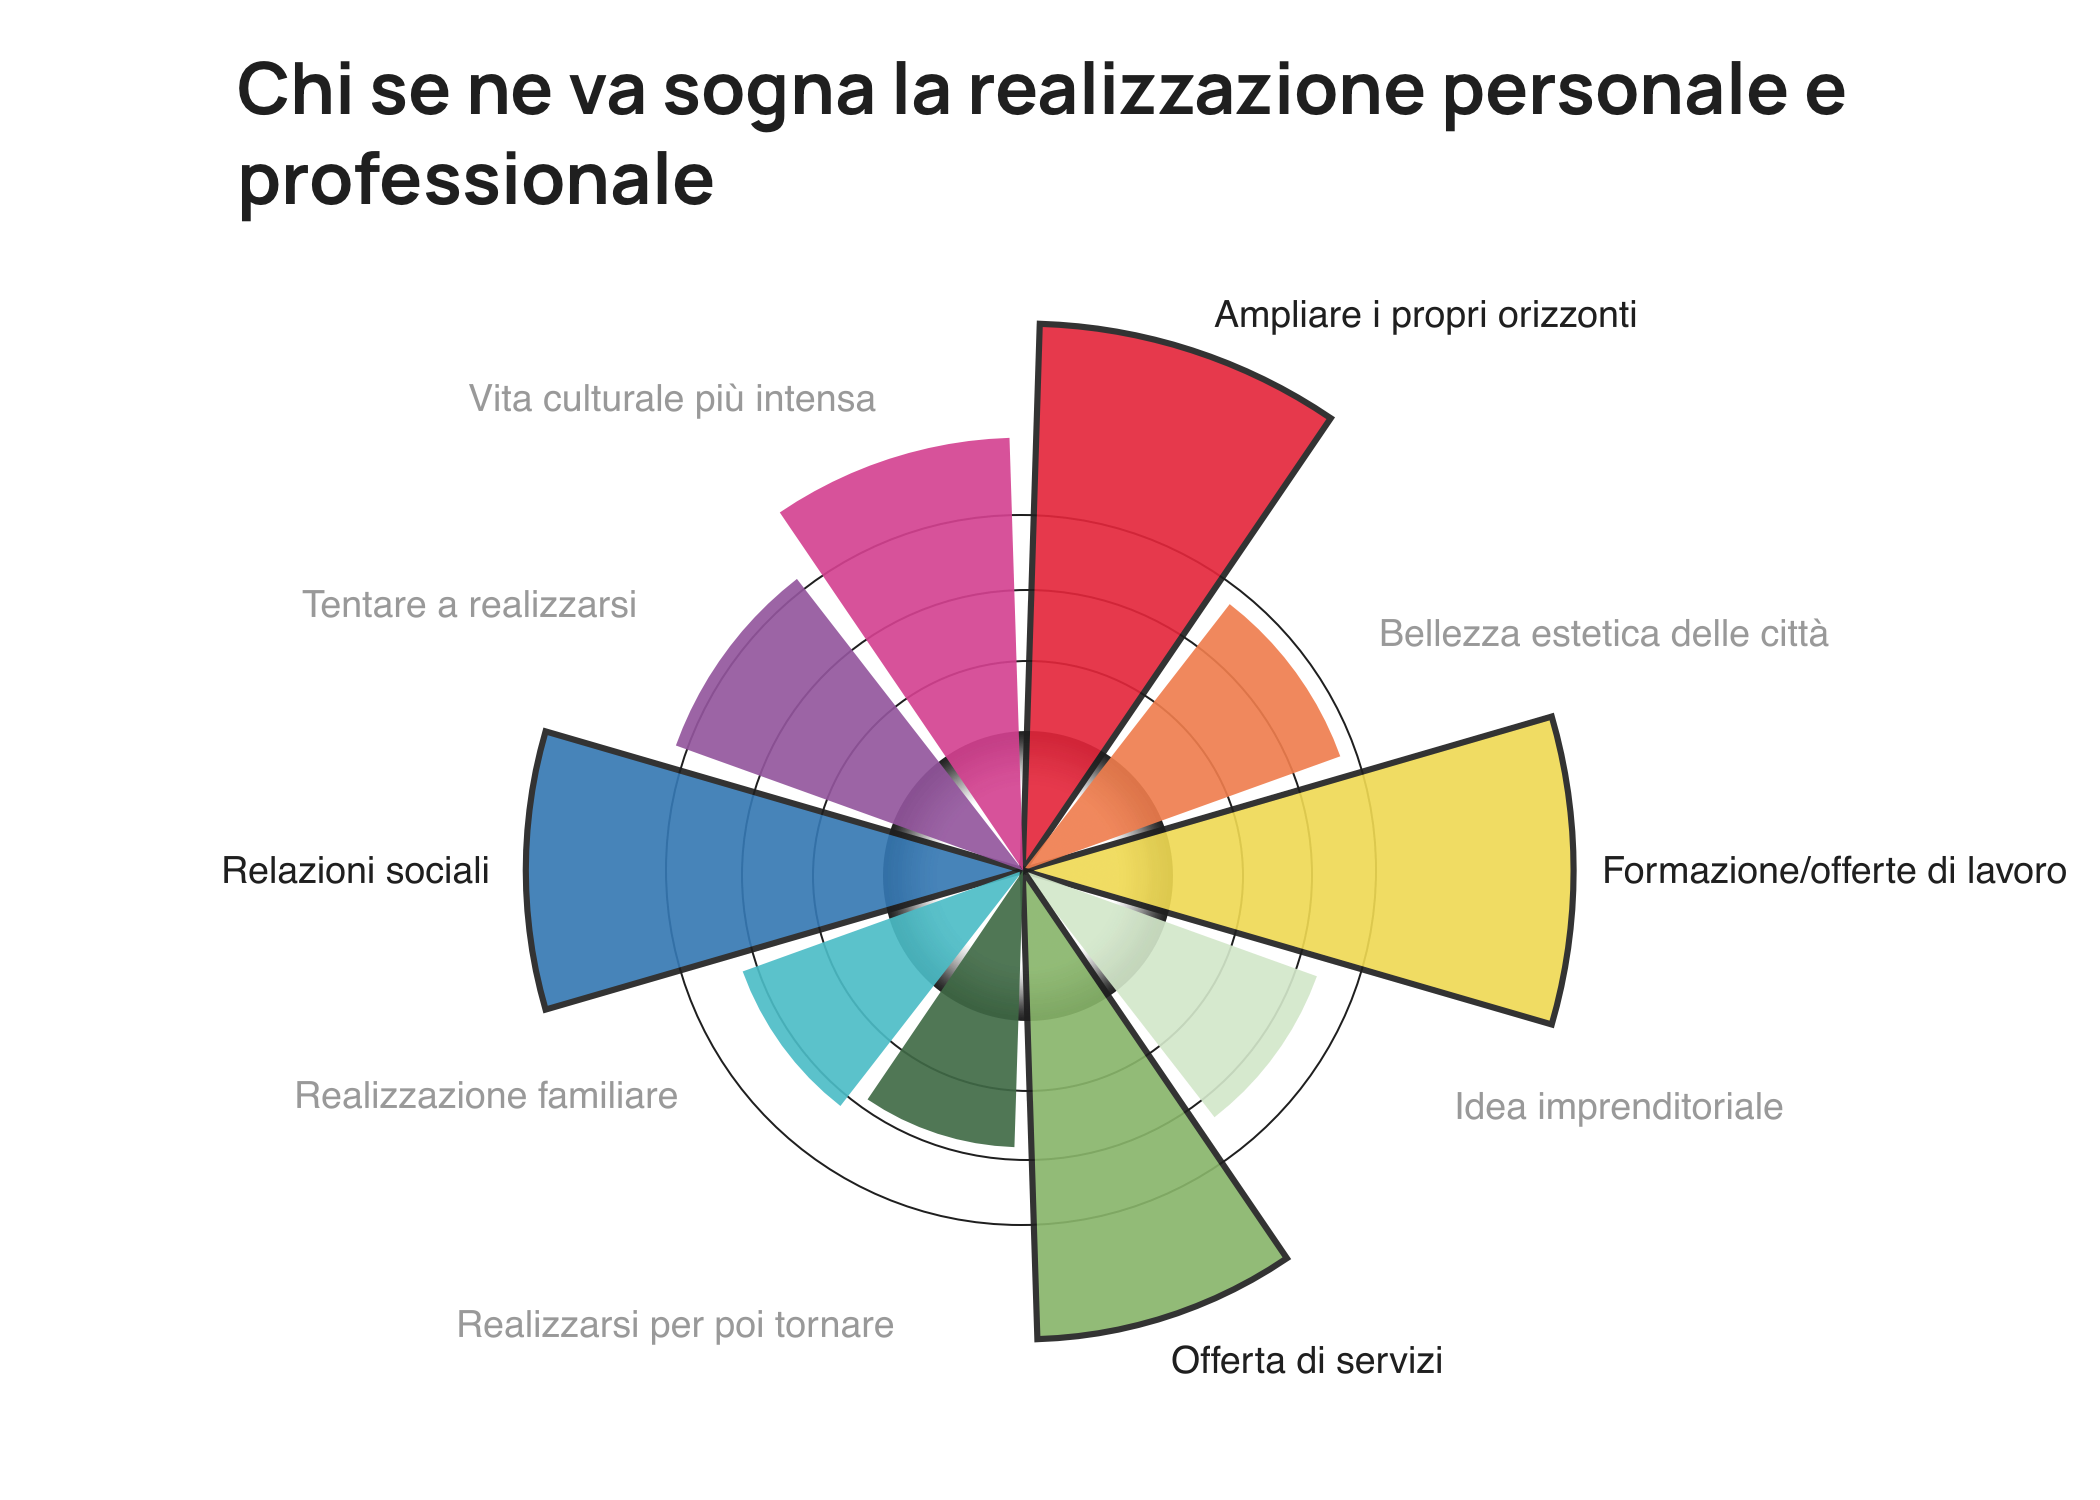 Chi se ne va sogna la realizzazione personale e
professionale
Ampliare i propri orizzonti
Vita culturale più intensa
Tentare a realizzarsi
Bellezza estetica delle città
Relazioni sociali
Formazione/offerte di lavoro
Realizzazione familiare
Idea imprenditoriale
Realizzarsi per poi tornare
Offerta di servizi